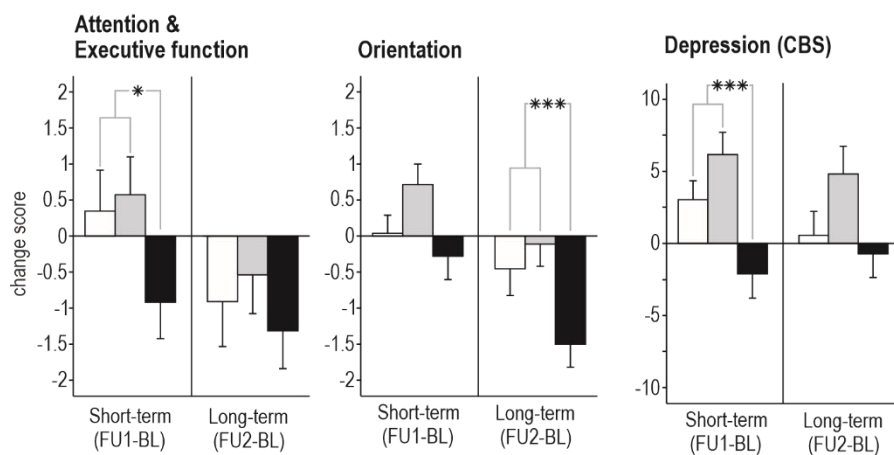 Attention &
Executive function
Orientation
Depression (CBS)
change score
2
1.5
1
0.5
0
-0.5
-1
-1.5
-2
*
Short-term
(FU1-BL)
Long-term
(FU2-BL)
2
1.5
1
0.5
0
-0.5
-1
-1.5
-2
***
Short-term
(FU1-BL)
Long-term
(FU2-BL)
10
5
0
-5
-10
***
Short-term
(FU1-BL)
Long-term
(FU2-BL)